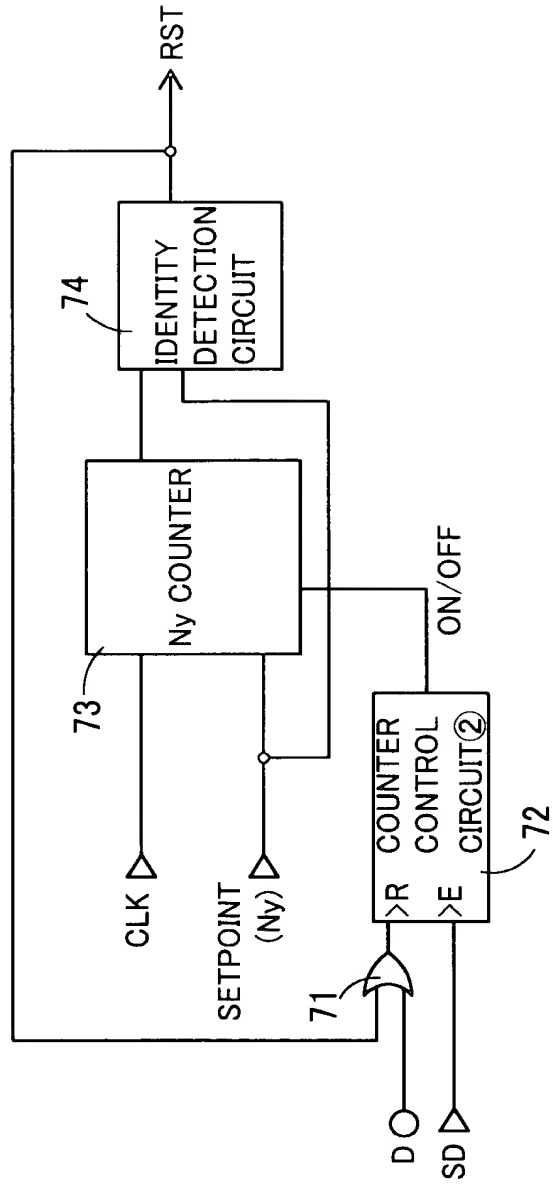 RST
74
IDENTITY
DETECTION
CIRCUIT
73
Ny COUNTER
CLK
SETPOINT
(Ny)
ON/OFF
71
>R
>E
COUNTER
CONTROL
CIRCUIT②
72
D
SD